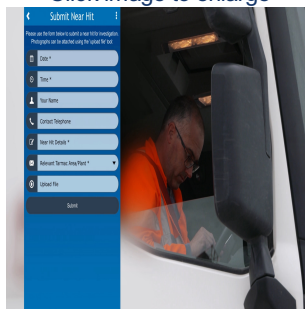 Click image to enlarge
Submit Near Hit
Please use the form below to submit a near hit for investigation.
Photographs can be attached using the 'upload file' tool.
Date *
Time *
Your Name
Contact Telephone
Near Hit Details *
Relevant Tarmac Area/Plant *
Upload File
Submit